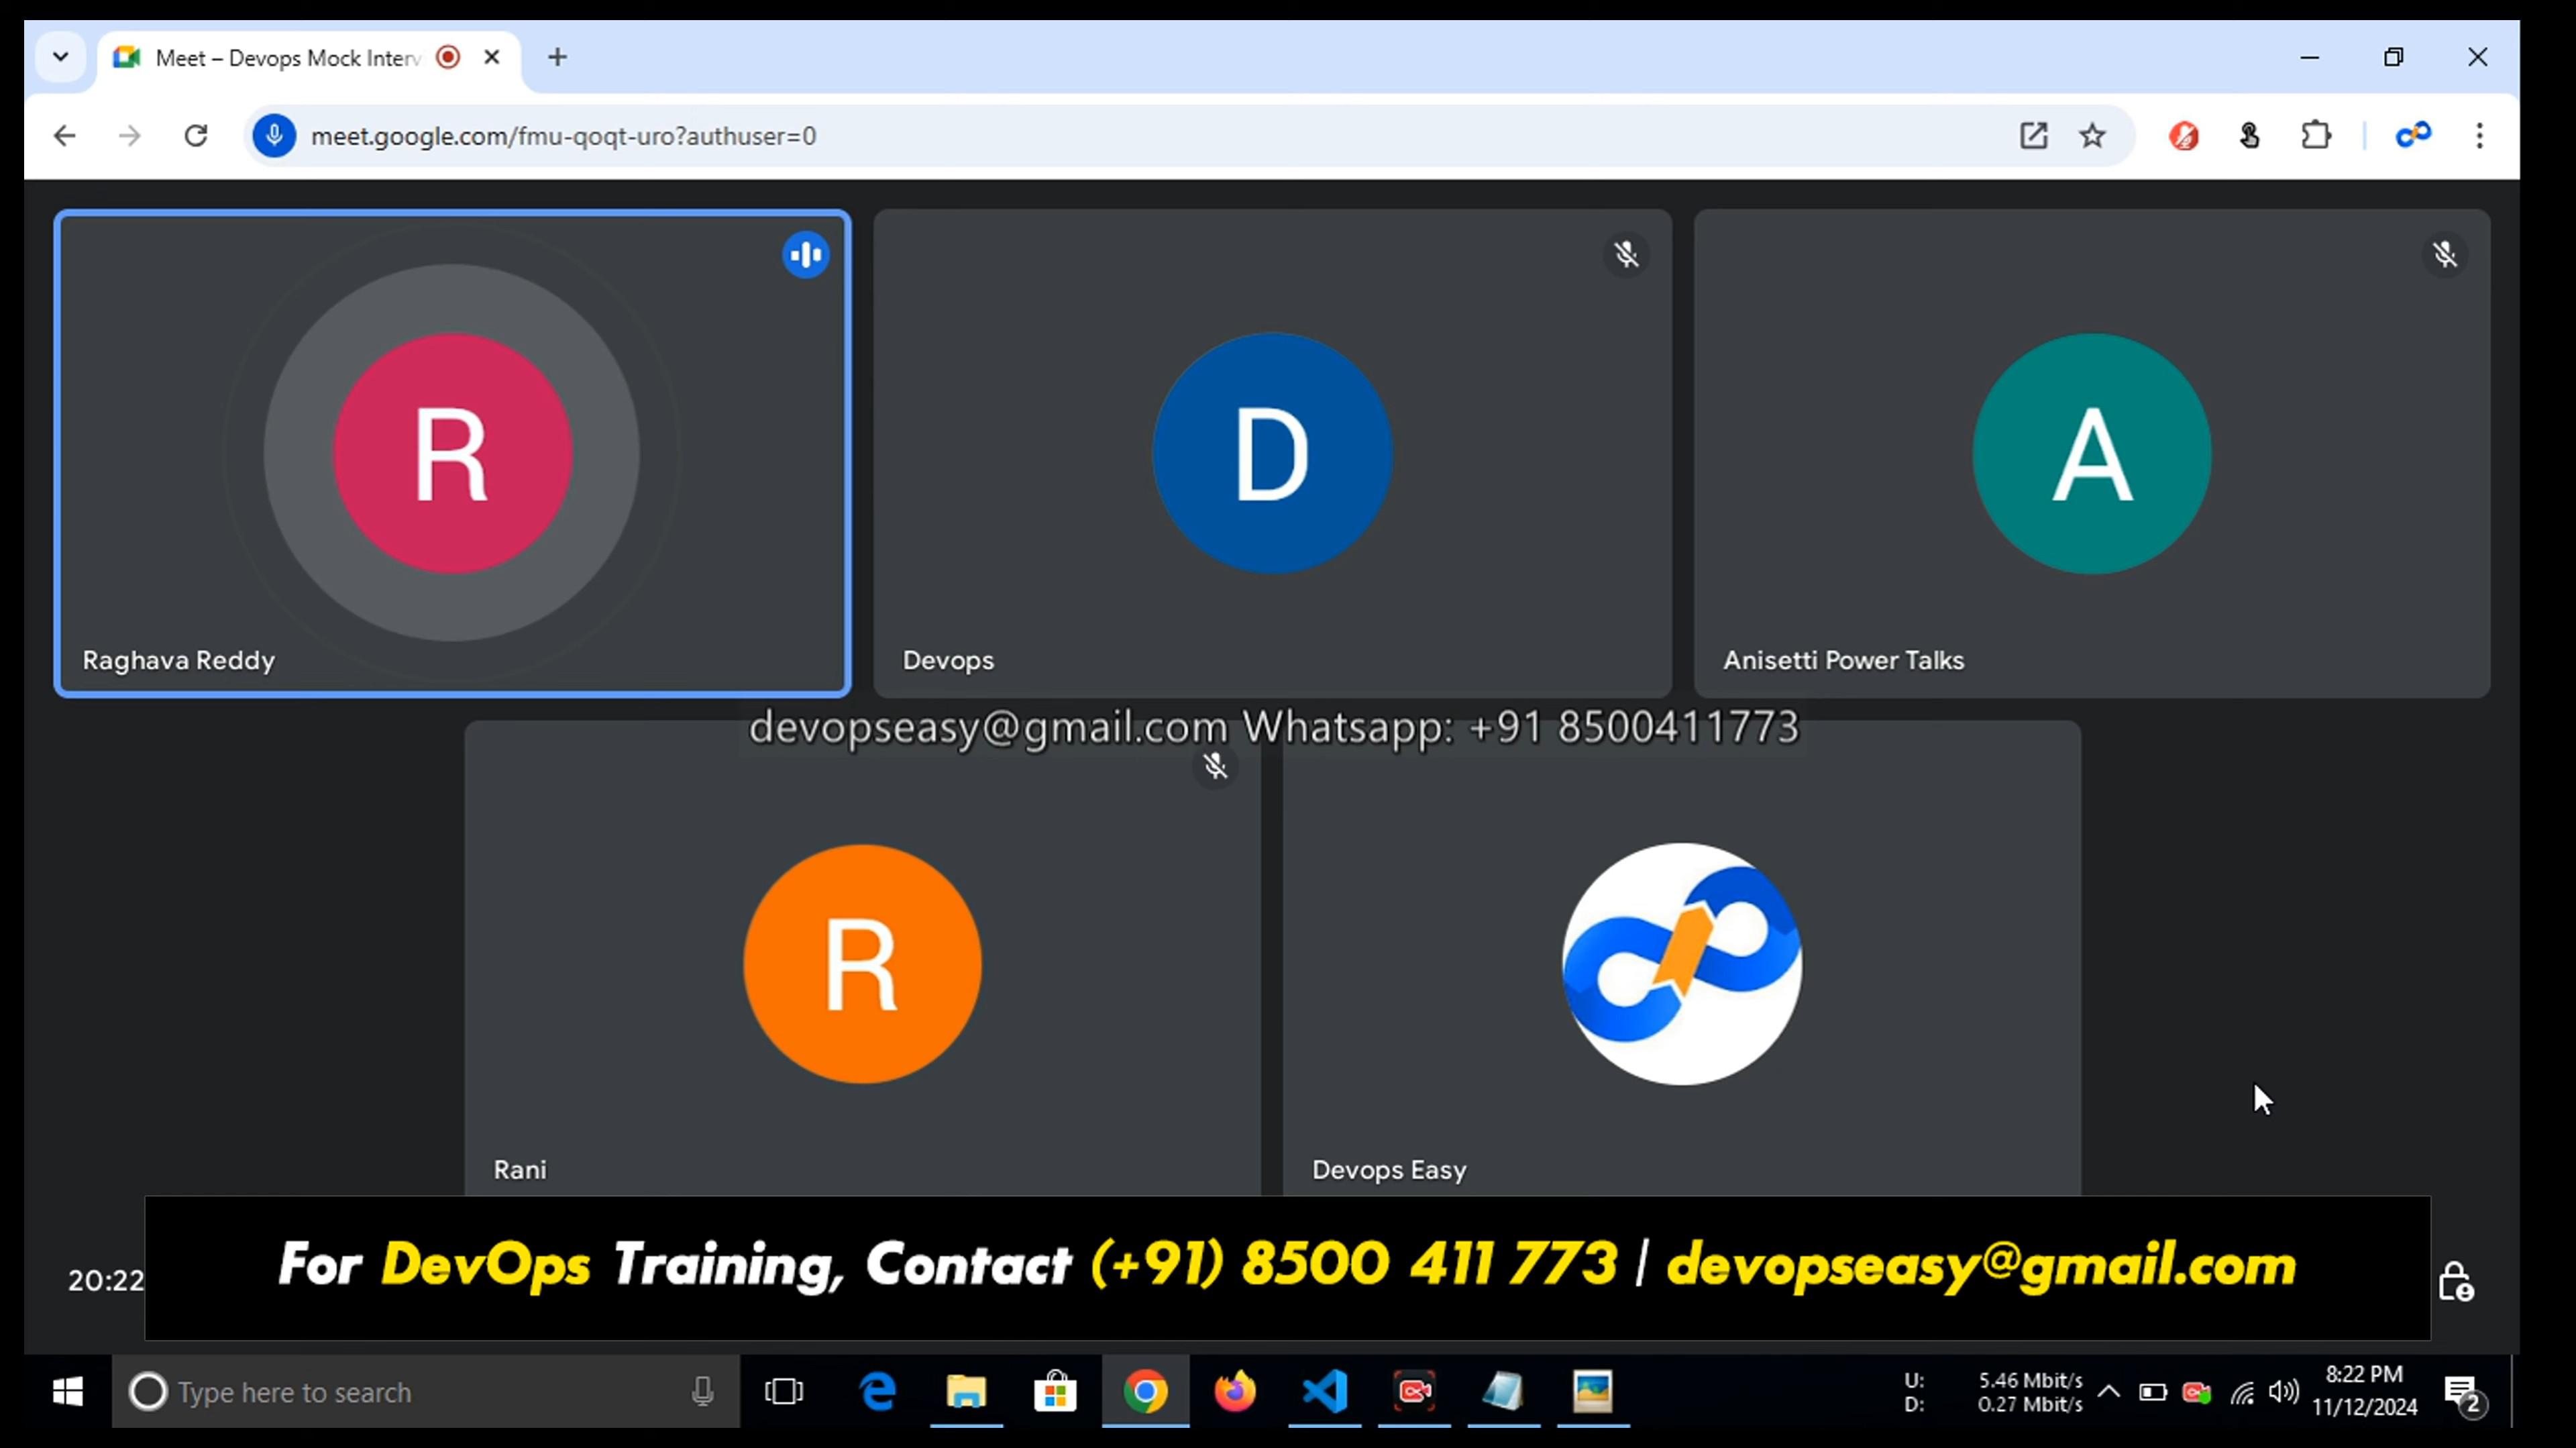 Meet – Devops Mock Interv
meet.google.com/fmu-qoqt-uro?authuser=0
R
D
A
Raghava Reddy
Devops
Anisetti Power Talks
devopseasy@gmail.com Whatsapp: +91 8500411773
R
Rani
Devops Easy
20:22
For DevOps Training, Contact (+91) 8500 411 773 | devopseasy@gmail.com
Type here to search
U: 5.46 Mbit/s
D: 0.27 Mbit/s
8:22 PM
11/12/2024
2